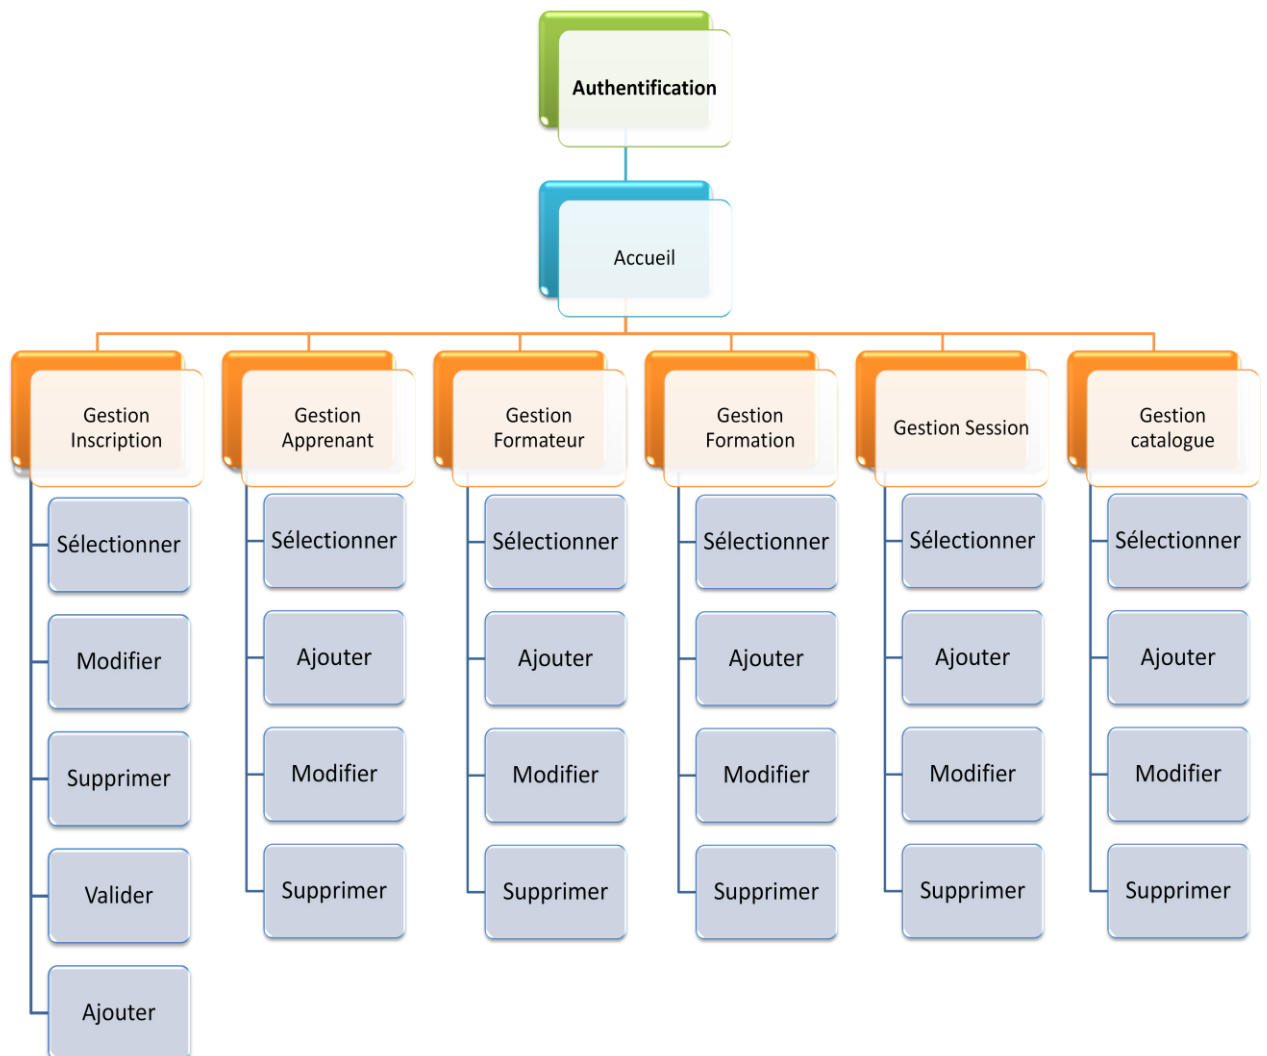 Authentification
Accueil
Gestion
Inscription
Gestion
Apprenant
Gestion
Formateur
Gestion
Formation
Gestion Session
Gestion
catalogue
Sélectionner
Modifier
Supprimer
Valider
Ajouter
Sélectionner
Ajouter
Modifier
Supprimer
Sélectionner
Ajouter
Modifier
Supprimer
Sélectionner
Ajouter
Modifier
Supprimer
Sélectionner
Ajouter
Modifier
Supprimer
Sélectionner
Ajouter
Modifier
Supprimer